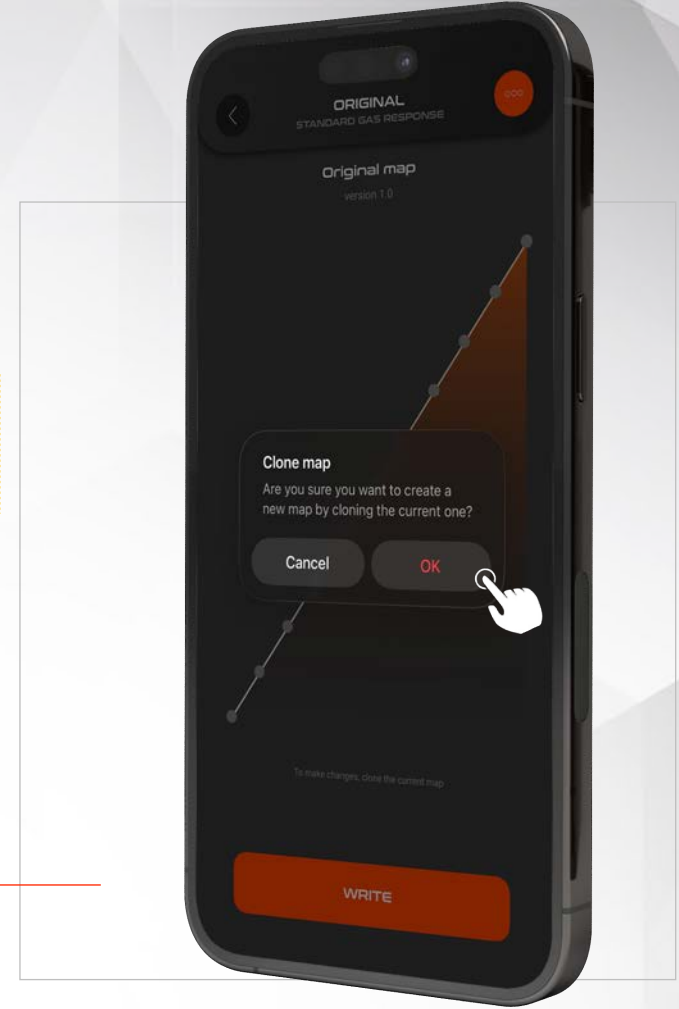 ORIGINAL
STANDARD GAS RESPONSE
Original map
version 1.0
Clone map
Are you sure you want to create a
new map by cloning the current one?
Cancel
OK
To make changes, clone the current map
WRITE